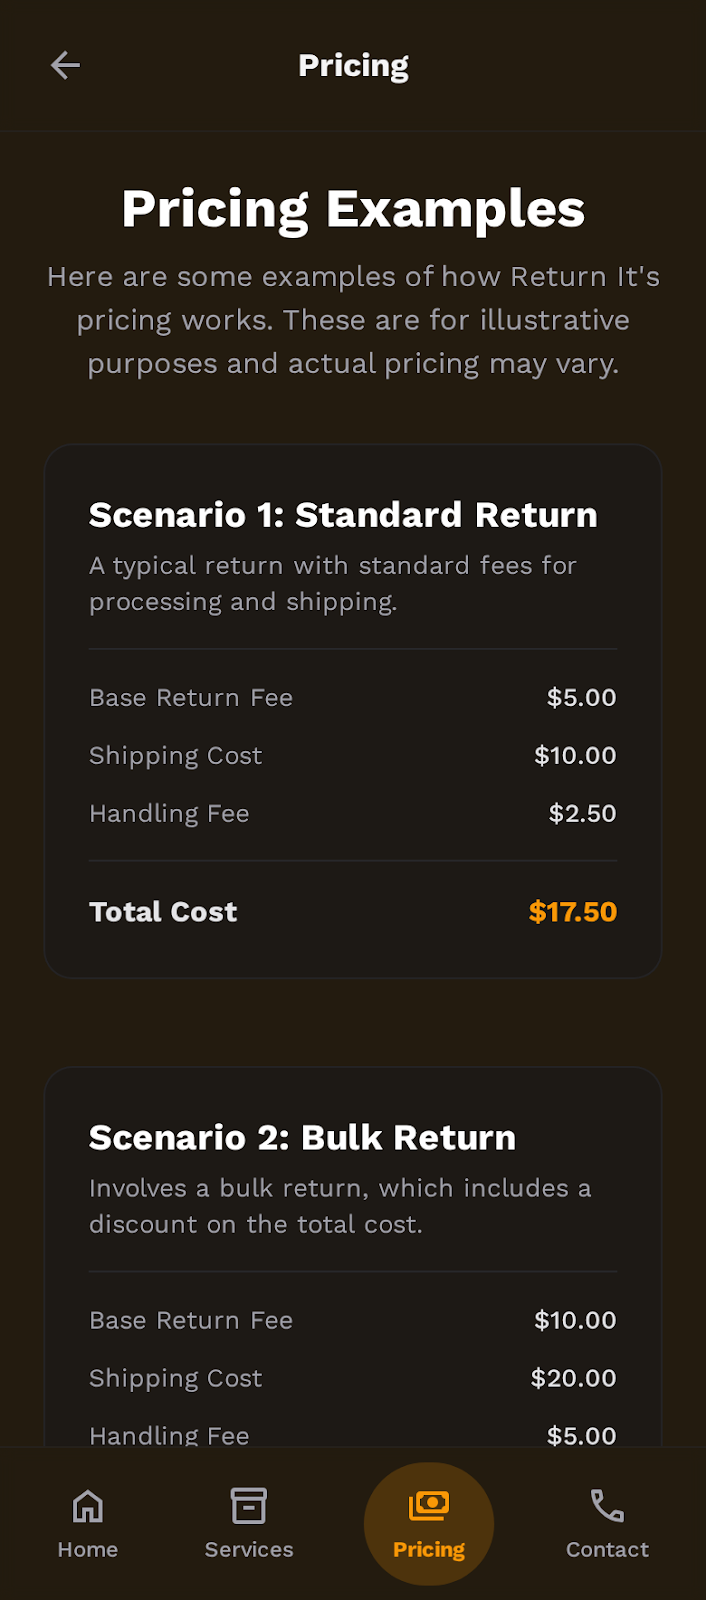 Pricing
Pricing Examples
Here are some examples of how Return It's
pricing works. These are for illustrative
purposes and actual pricing may vary.
Scenario 1: Standard Return
A typical return with standard fees for
processing and shipping.
Base Return Fee $5.00
Shipping Cost $10.00
Handling Fee $2.50
Total Cost $17.50
Scenario 2: Bulk Return
Involves a bulk return, which includes a
discount on the total cost.
Base Return Fee $10.00
Shipping Cost $20.00
Handling Fee $5.00
Home Services Pricing Contact